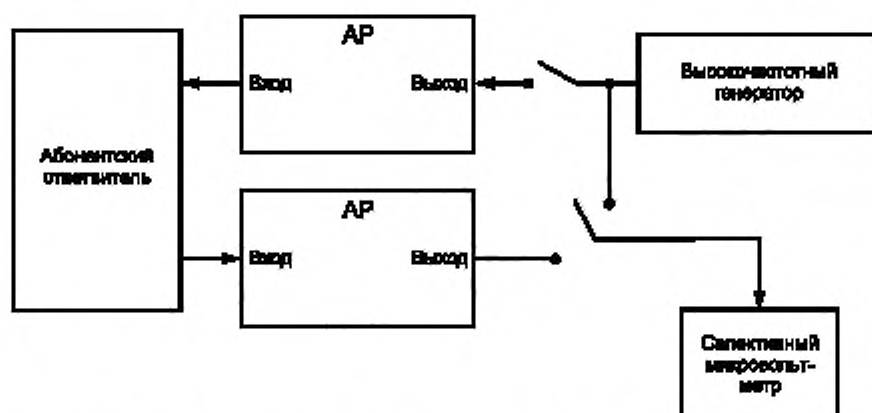 АР
Вход
Выход
Высокочастотный
генератор
Абонентский
ответвитель
АР
Вход
Выход
Селективный
микровольт-
метр